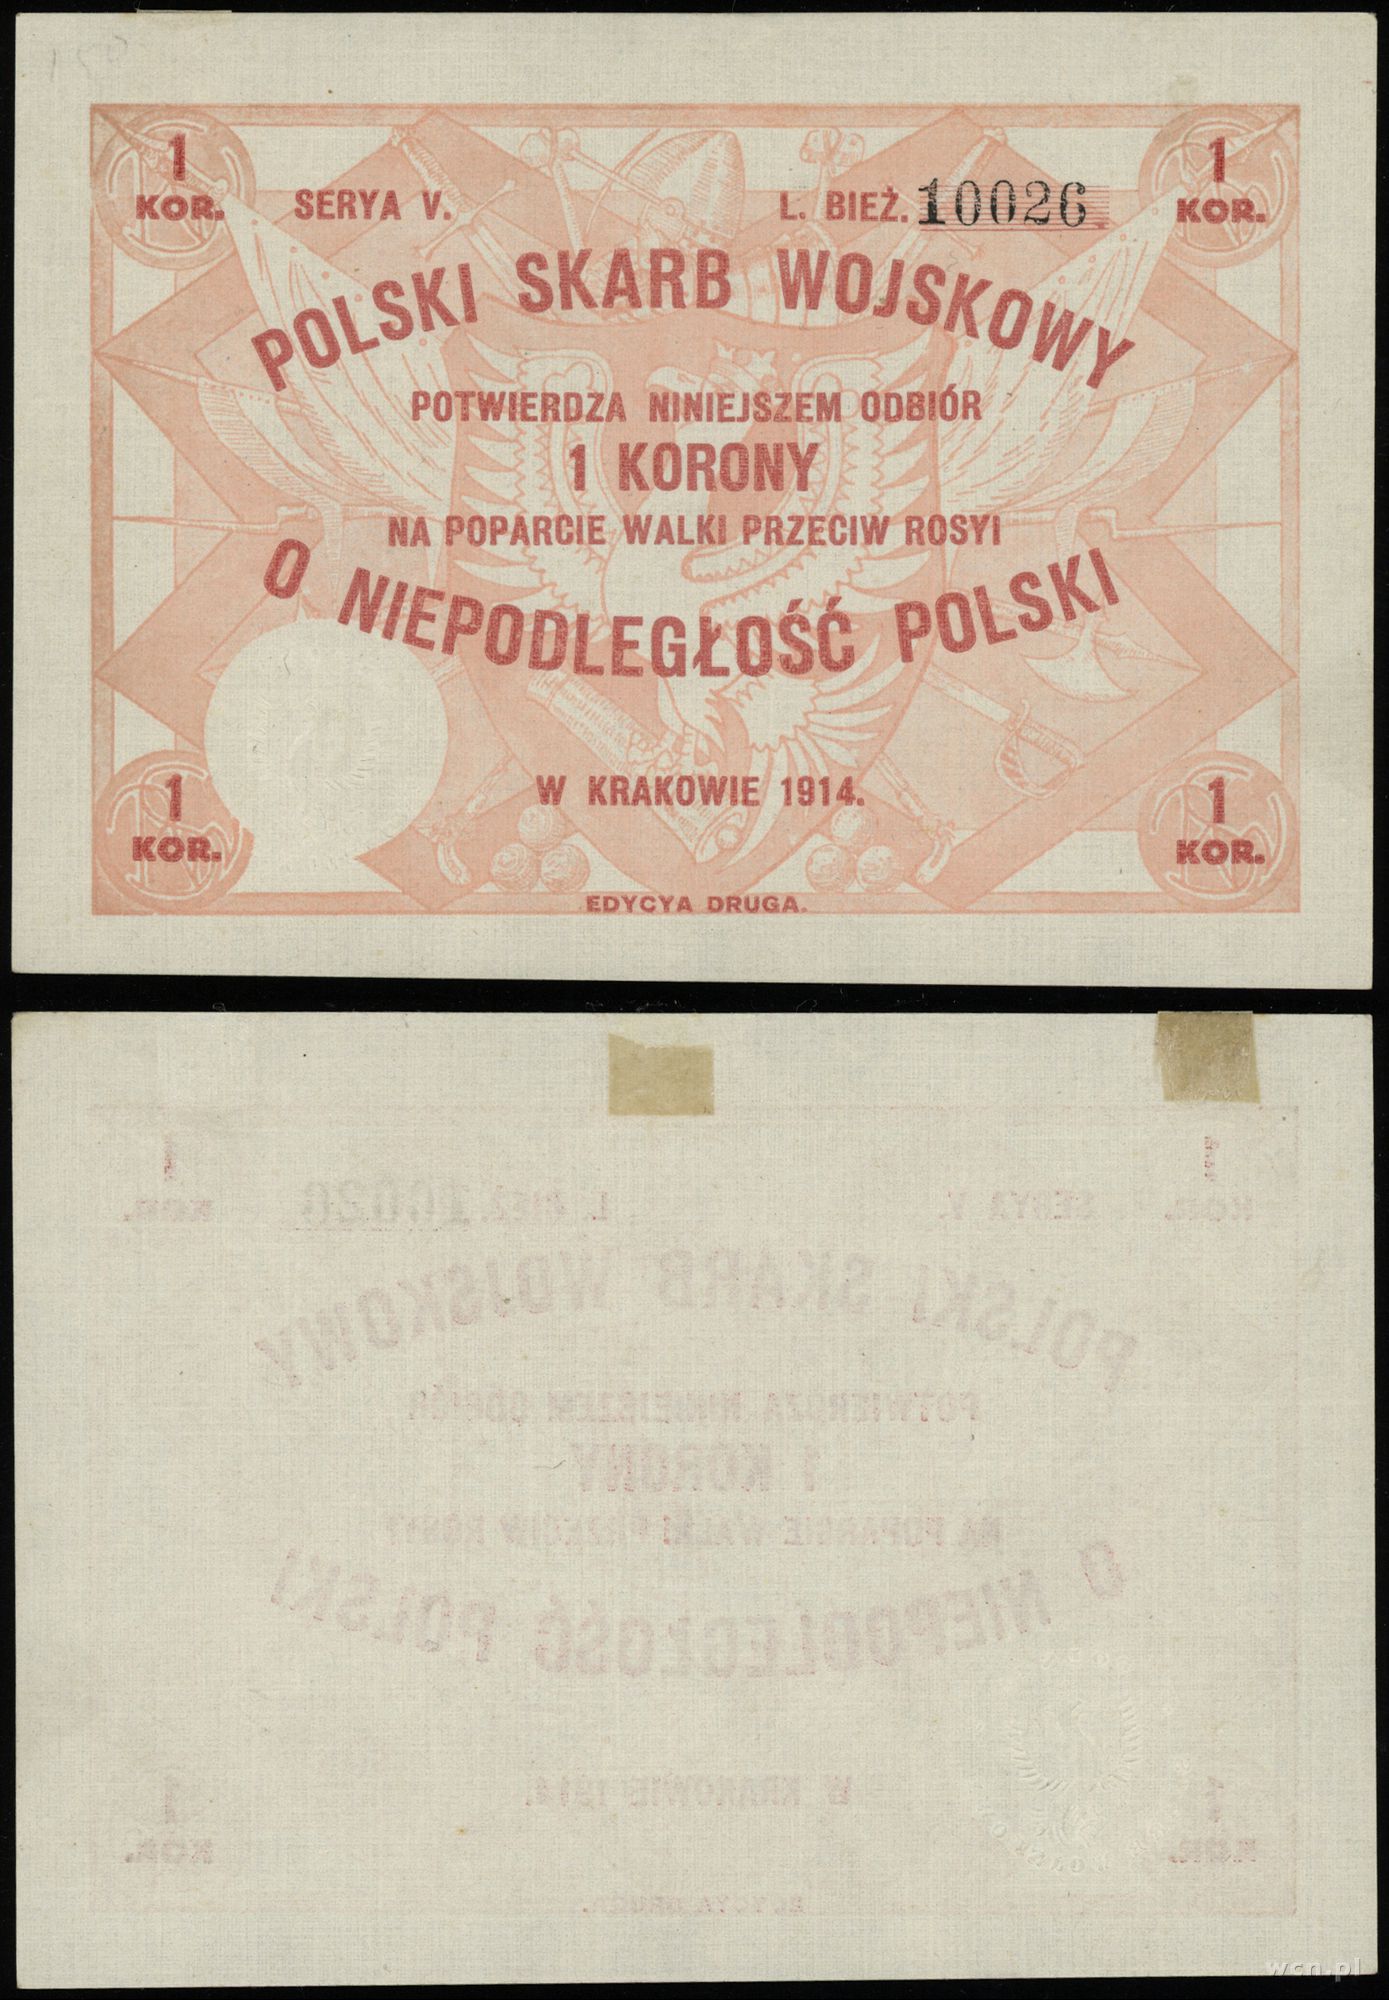 1 KOR.
SERYA V.
L. BIEŻ. 10026
1 KOR.
POLSKI SKARB WOJSKOWY
POTWIERDZA NINIEJSZEM ODBIÓR
1 KORONY
NA POPARCIE WALKI PRZECIW ROSYI
O NIEPODLEGŁOŚĆ POLSKI
W KRAKOWIE 1914.
1 KOR.
1 KOR.
EDYCYA DRUGA.
wcn.pl